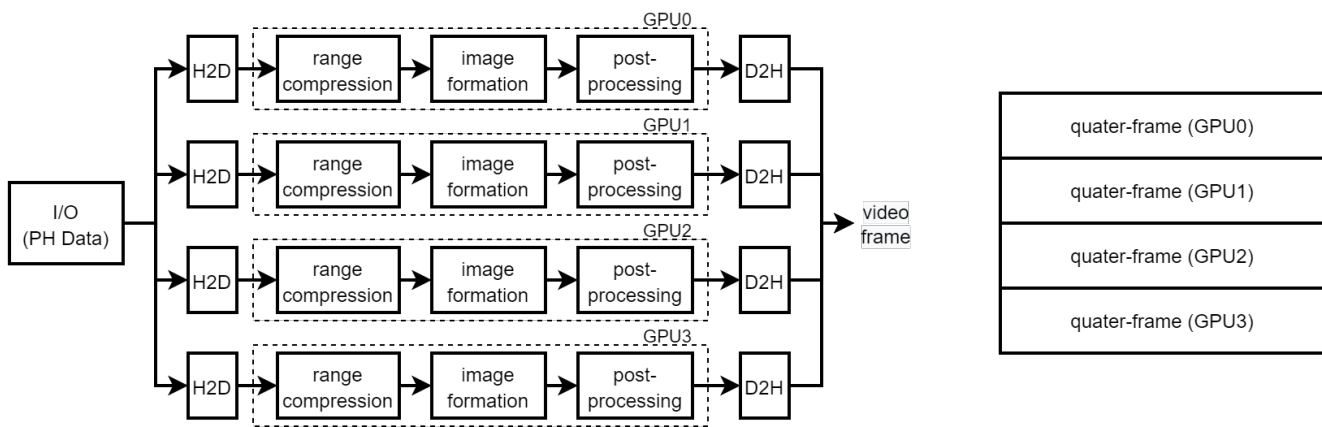 GPU0
H2D
range
compression
image
formation
post-
processing
D2H
GPU1
H2D
range
compression
image
formation
post-
processing
D2H
I/O
(PH Data)
GPU2
H2D
range
compression
image
formation
post-
processing
D2H
GPU3
H2D
range
compression
image
formation
post-
processing
D2H
video
frame
quater-frame (GPU0)
quater-frame (GPU1)
quater-frame (GPU2)
quater-frame (GPU3)